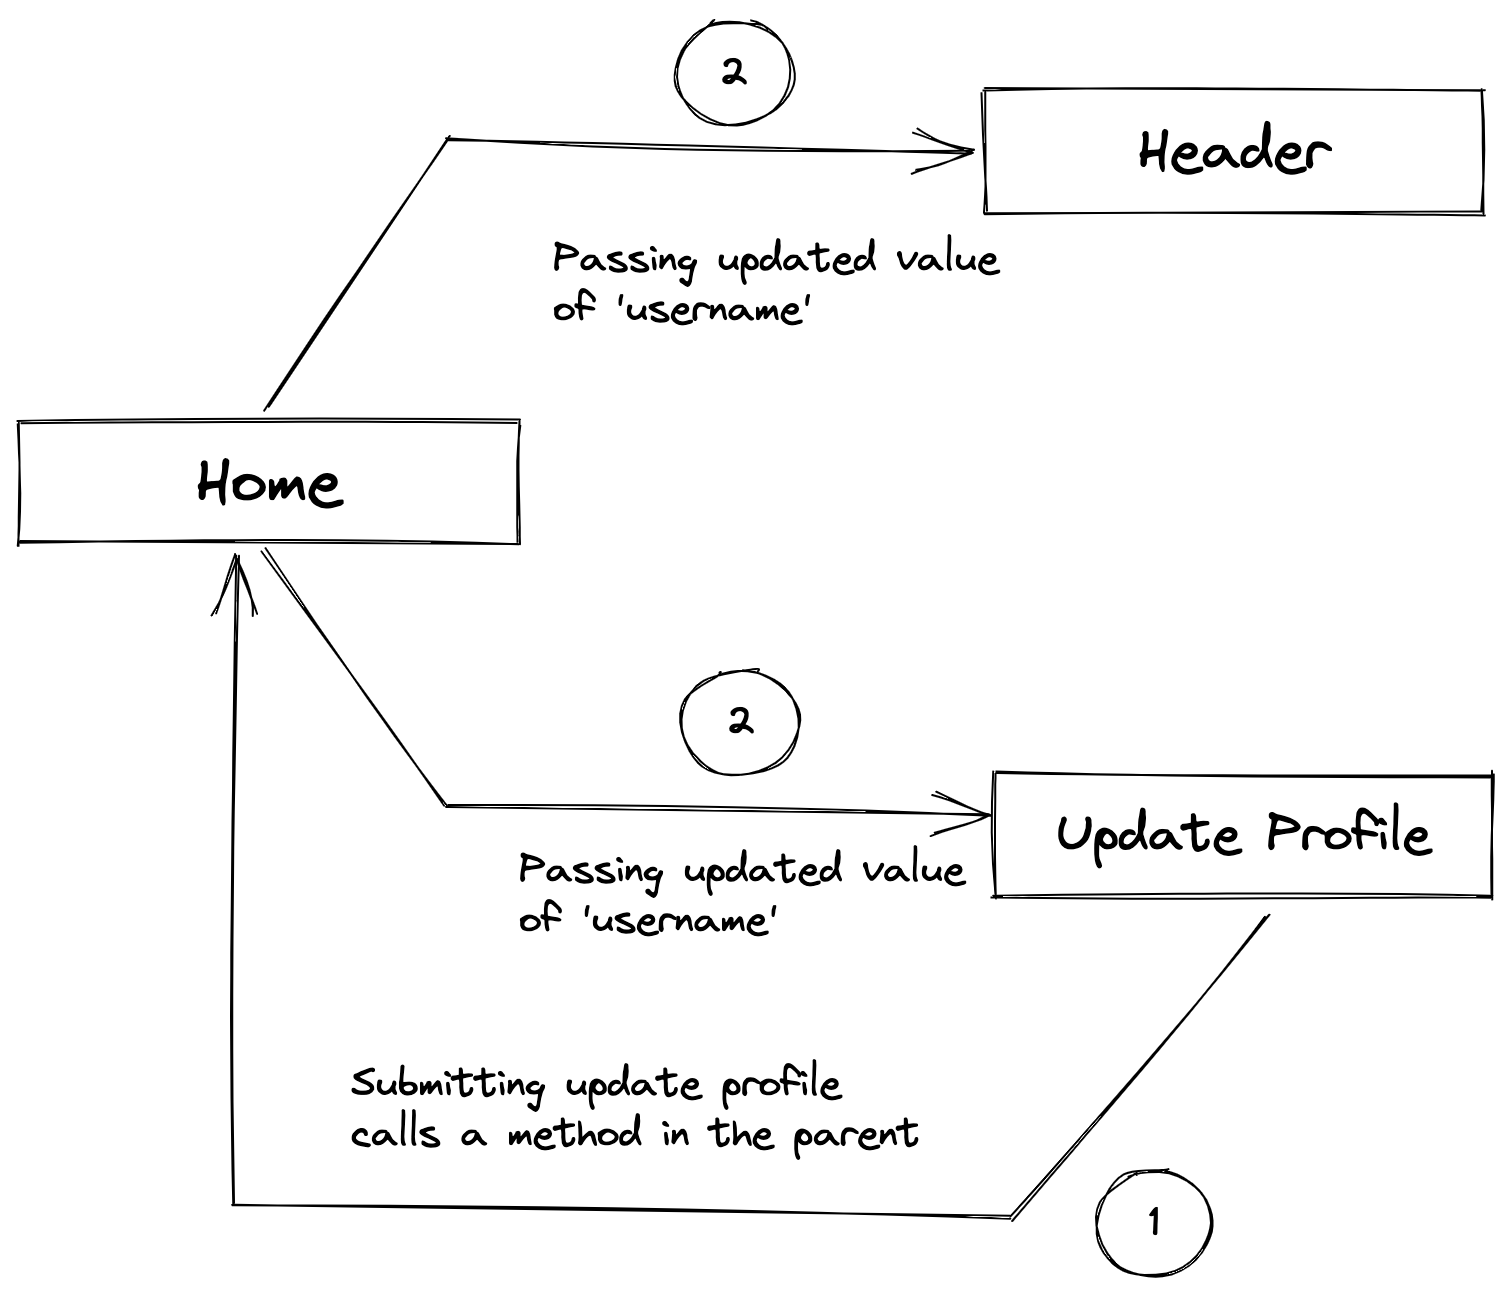 2
Header
Passing updated value
of 'username'
Home
2
Update Profile
Passing updated value
of 'username'
Submitting update profile
calls a method in the parent
1